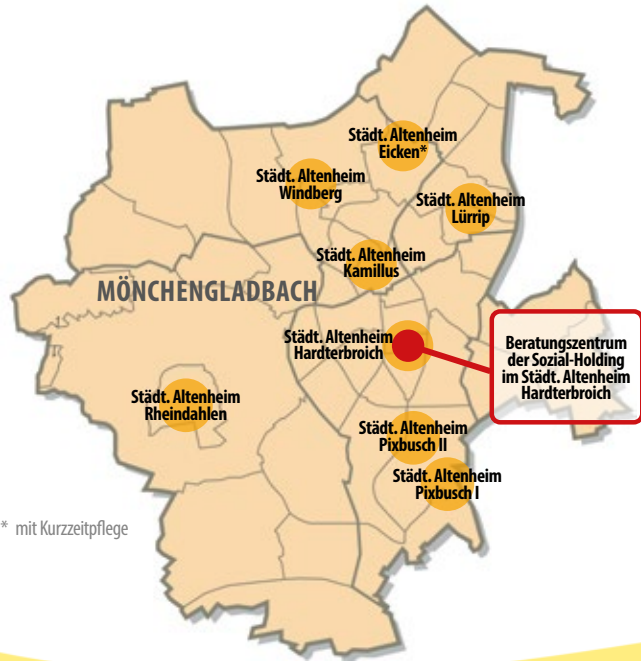 Städt. Altenheim
Eicken*
Städt. Altenheim
Windberg
Städt. Altenheim
Lürrip
Städt. Altenheim
Kamillus
MÖNCHENGLADBACH
Städt. Altenheim
Hardterbroich
Beratungszentrum
der Sozial-Holding
im Städt. Altenheim
Hardterbroich
Städt. Altenheim
Rheindahlen
Städt. Altenheim
Pixbusch II
Städt. Altenheim
Pixbusch I
* mit Kurzzeitpflege